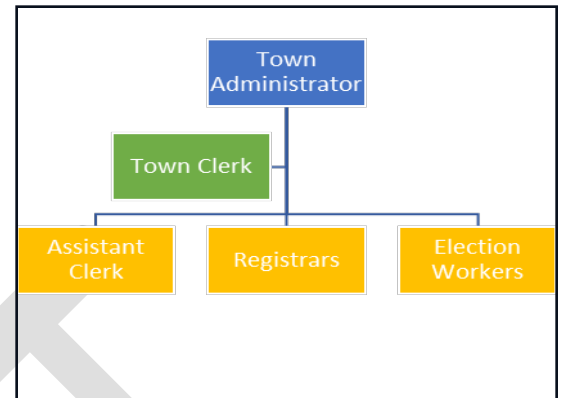 Town
Administrator
Town Clerk
Assistant
Clerk
Registrars
Election
Workers